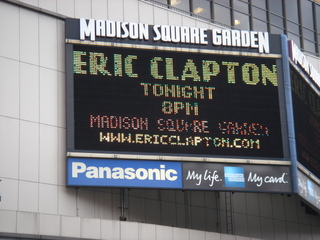 MADISON SQUARE GARDEN
ERIC CLAPTON
TONIGHT
8PM
MADISON SQUARE GARDEN
WWW.ERICCLAPTON.COM
Panasonic My life. My card.